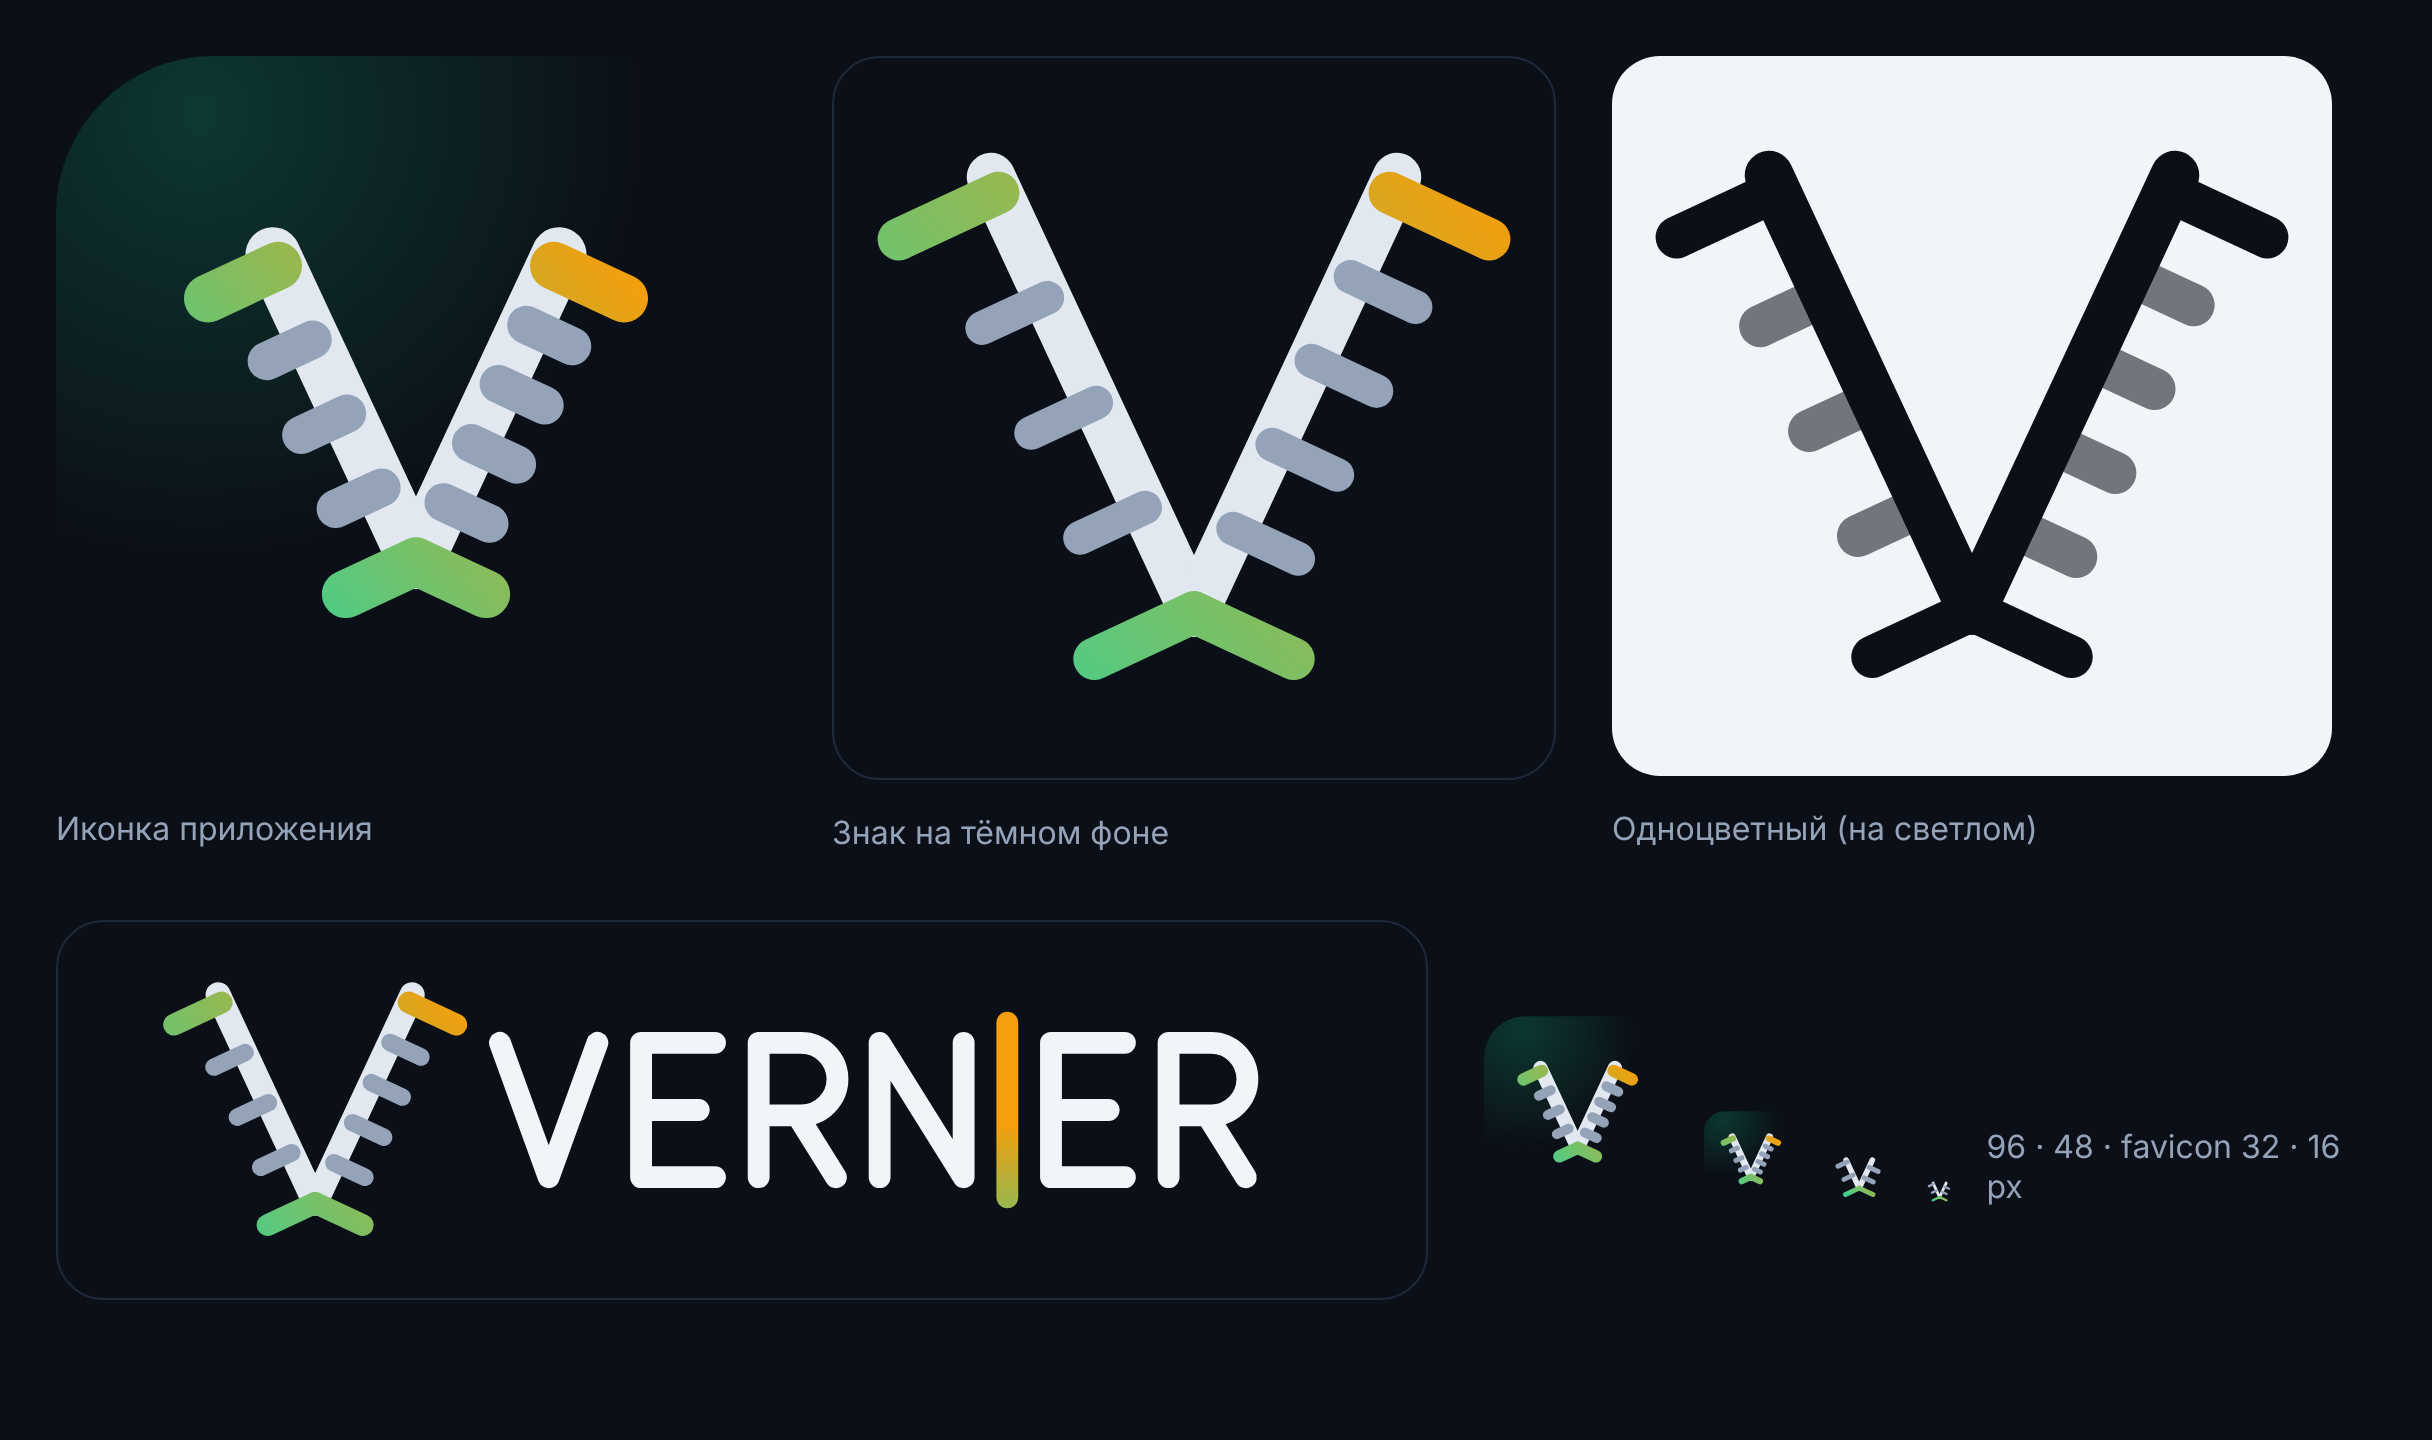 Иконка приложения
Знак на тёмном фоне
Одноцветный (на светлом)
VERNIER
96 · 48 · favicon 32 · 16
px